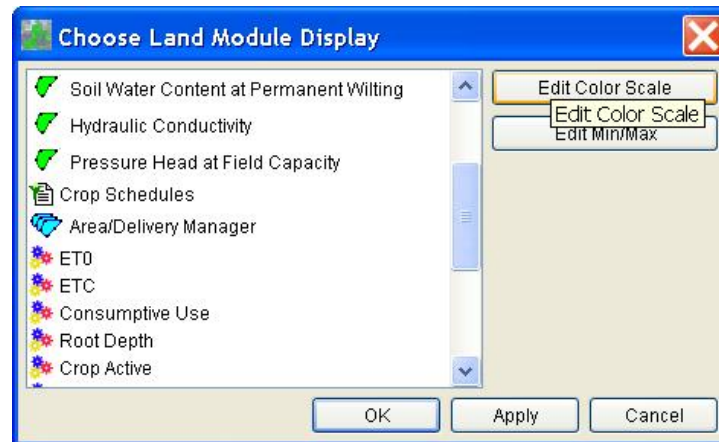 Choose Land Module Display
Soil Water Content at Permanent Wilting
Hydraulic Conductivity
Pressure Head at Field Capacity
Crop Schedules
Area/Delivery Manager
ET0
ETC
Consumptive Use
Root Depth
Crop Active
Edit Color Scale
Edit Color Scale
Edit Min/Max
OK
Apply
Cancel